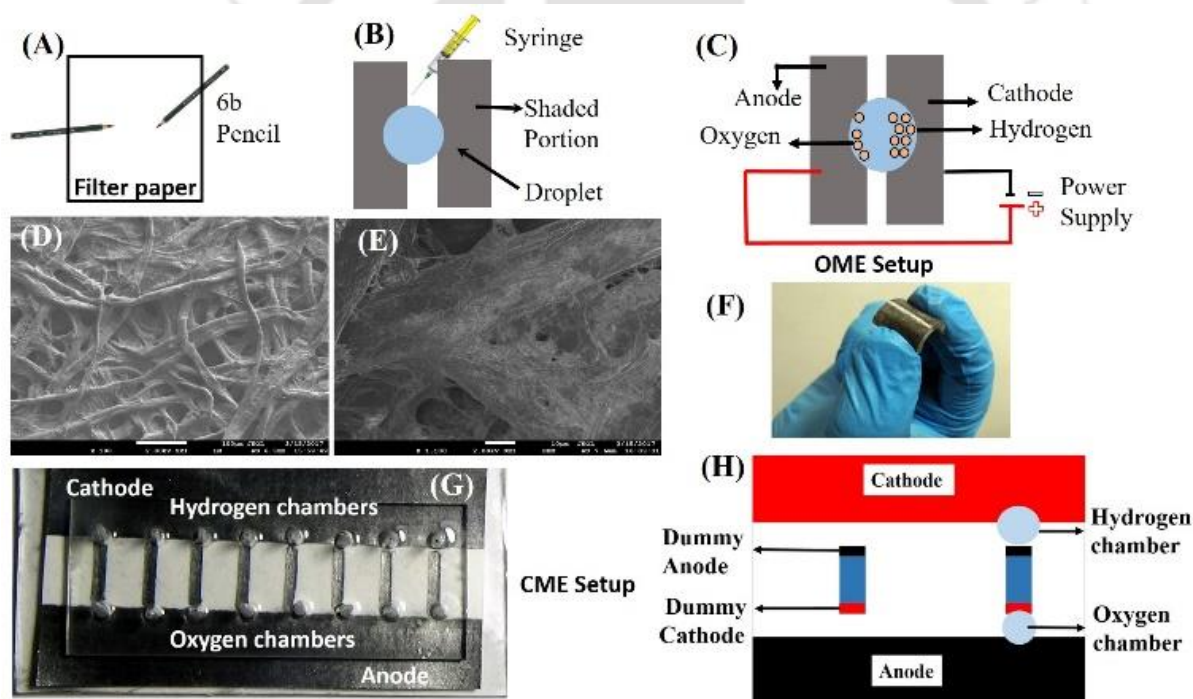 (A)
6b
Pencil
Filter paper
(B)
Syringe
Shaded
Portion
Droplet
(C)
Anode
Cathode
Oxygen
Hydrogen
Power
Supply
OME Setup
(D)
(E)
(F)
(G)
Cathode
Hydrogen chambers
Oxygen chambers
Anode
CME Setup
(H)
Cathode
Hydrogen
chamber
Dummy
Anode
Dummy
Cathode
Oxygen
chamber
Anode